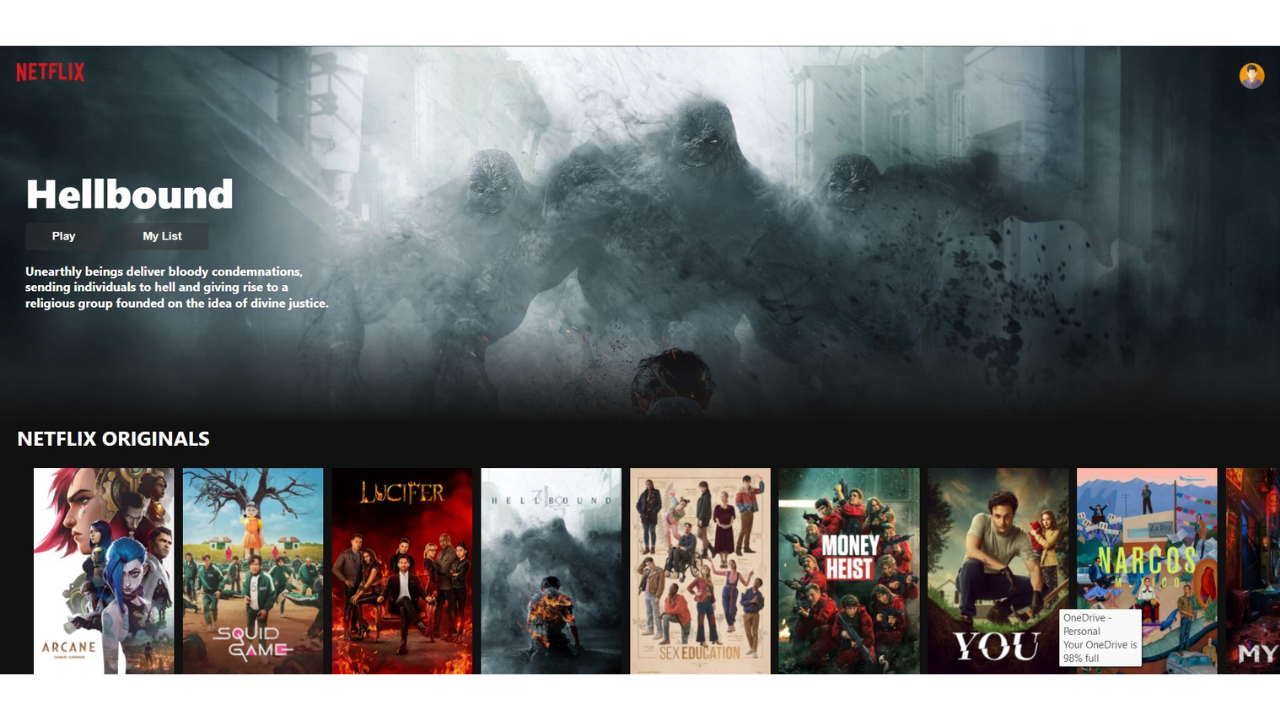 NETFLIX
Hellbound
Play
My List
Unearthly beings deliver bloody condemnations,
sending individuals to hell and giving rise to a
religious group founded on the idea of divine justice.
NETFLIX ORIGINALS
ARCANE
SQUID
GAME
LUCIFER
HELLBOUND
SEX EDUCATION
MONEY
HEIST
YOU
NARCOS
MEXICO
MY
OneDrive -
Personal
Your OneDrive is
98% full